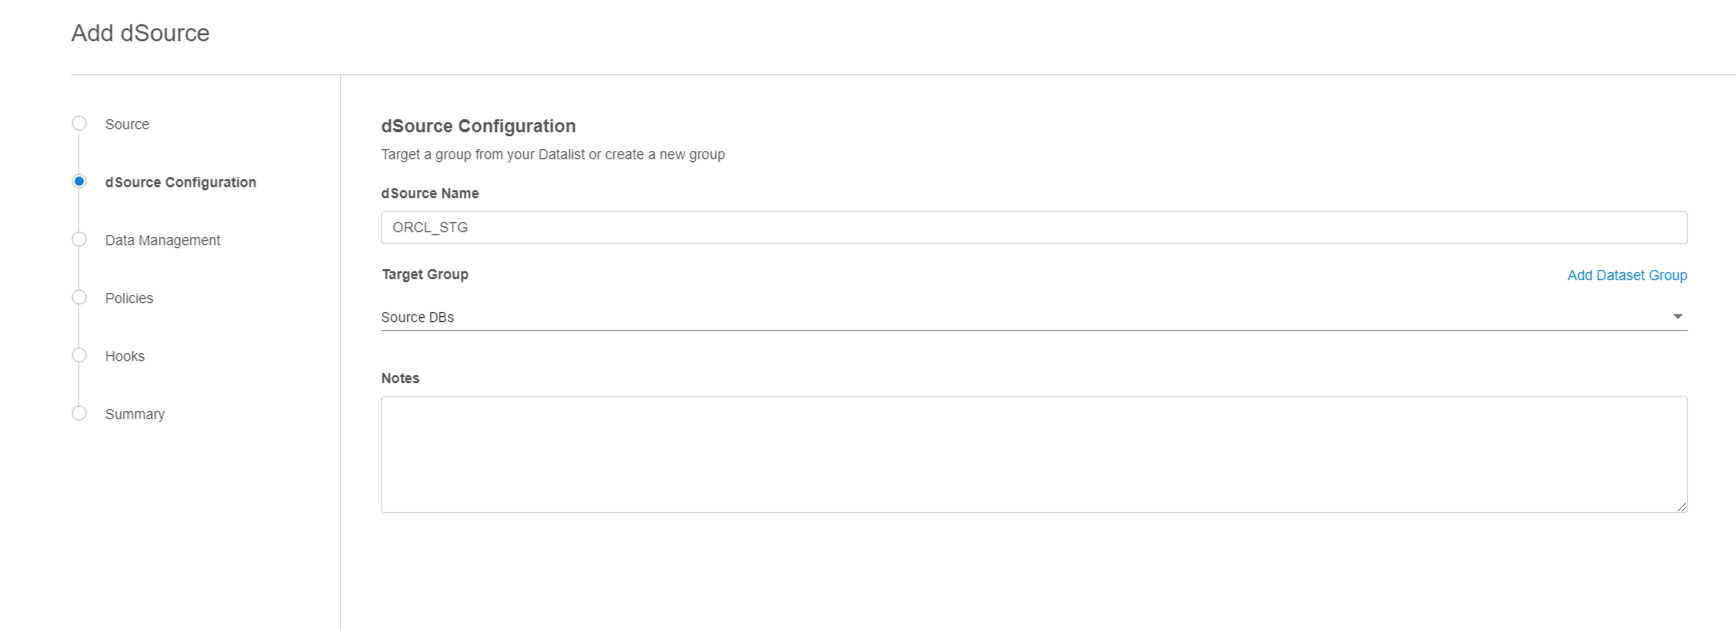 Add dSource
Source
dSource Configuration
Data Management
Policies
Hooks
Summary
dSource Configuration
Target a group from your Datalist or create a new group
dSource Name
ORCL_STG
Target Group
Add Dataset Group
Source DBs
Notes